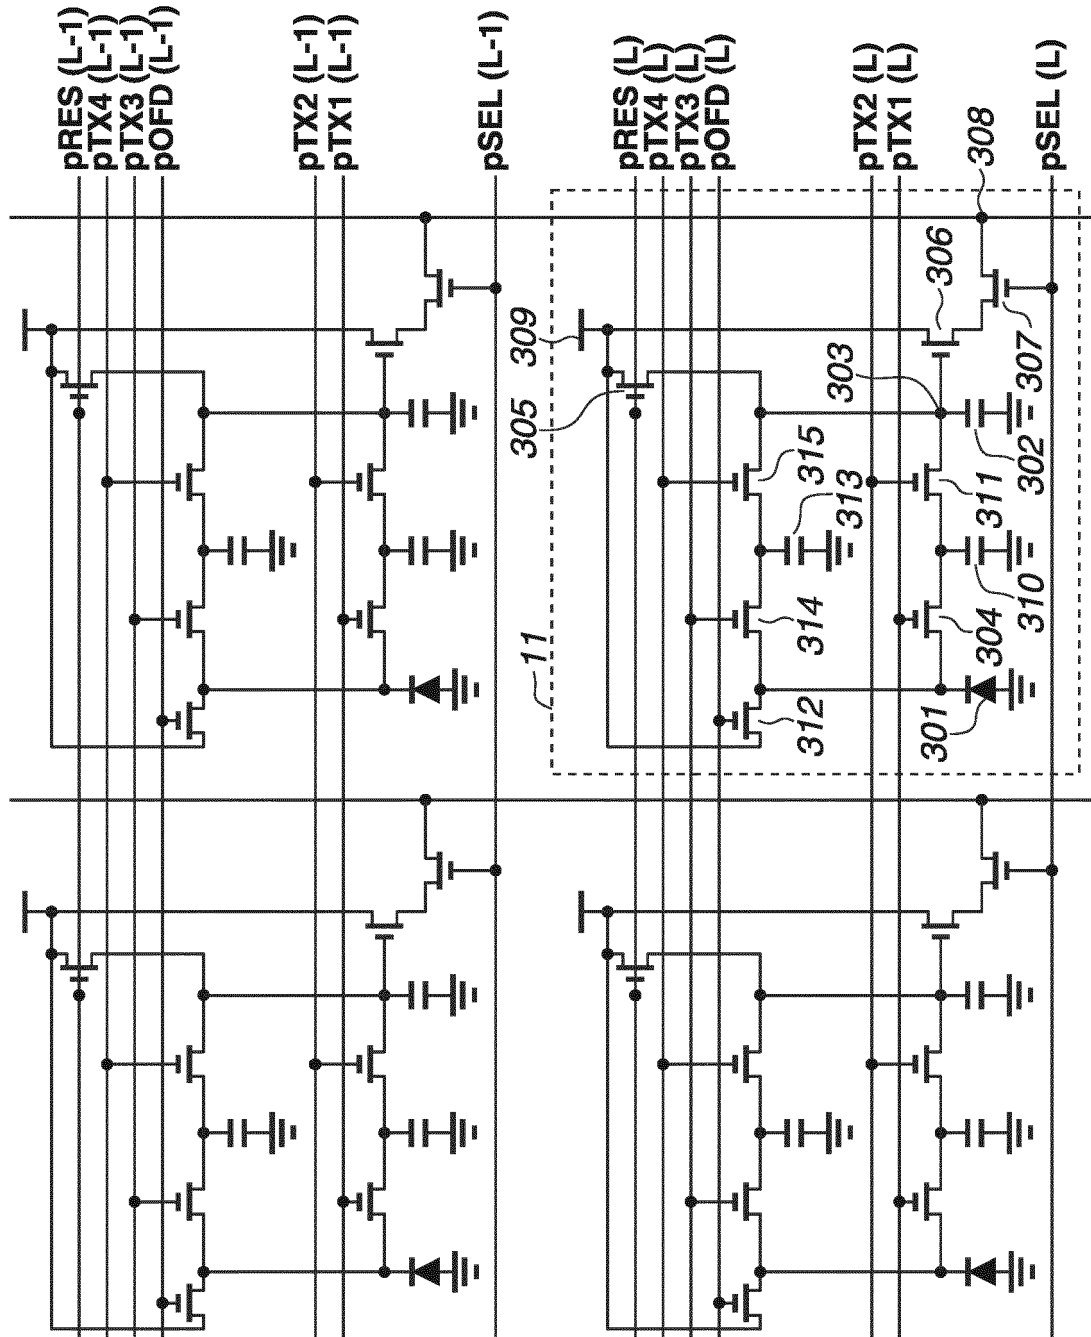 pRES (L-1)
pTX4 (L-1)
pTX3 (L-1)
pOFD (L-1)
pTX2 (L-1)
pTX1 (L-1)
pSEL (L-1)
pRES (L)
pTX4 (L)
pTX3 (L)
pOFD (L)
pTX2 (L)
pTX1 (L)
pSEL (L)
308
306
309
307
303
305
315
313
302
311
310
314
304
11
312
301